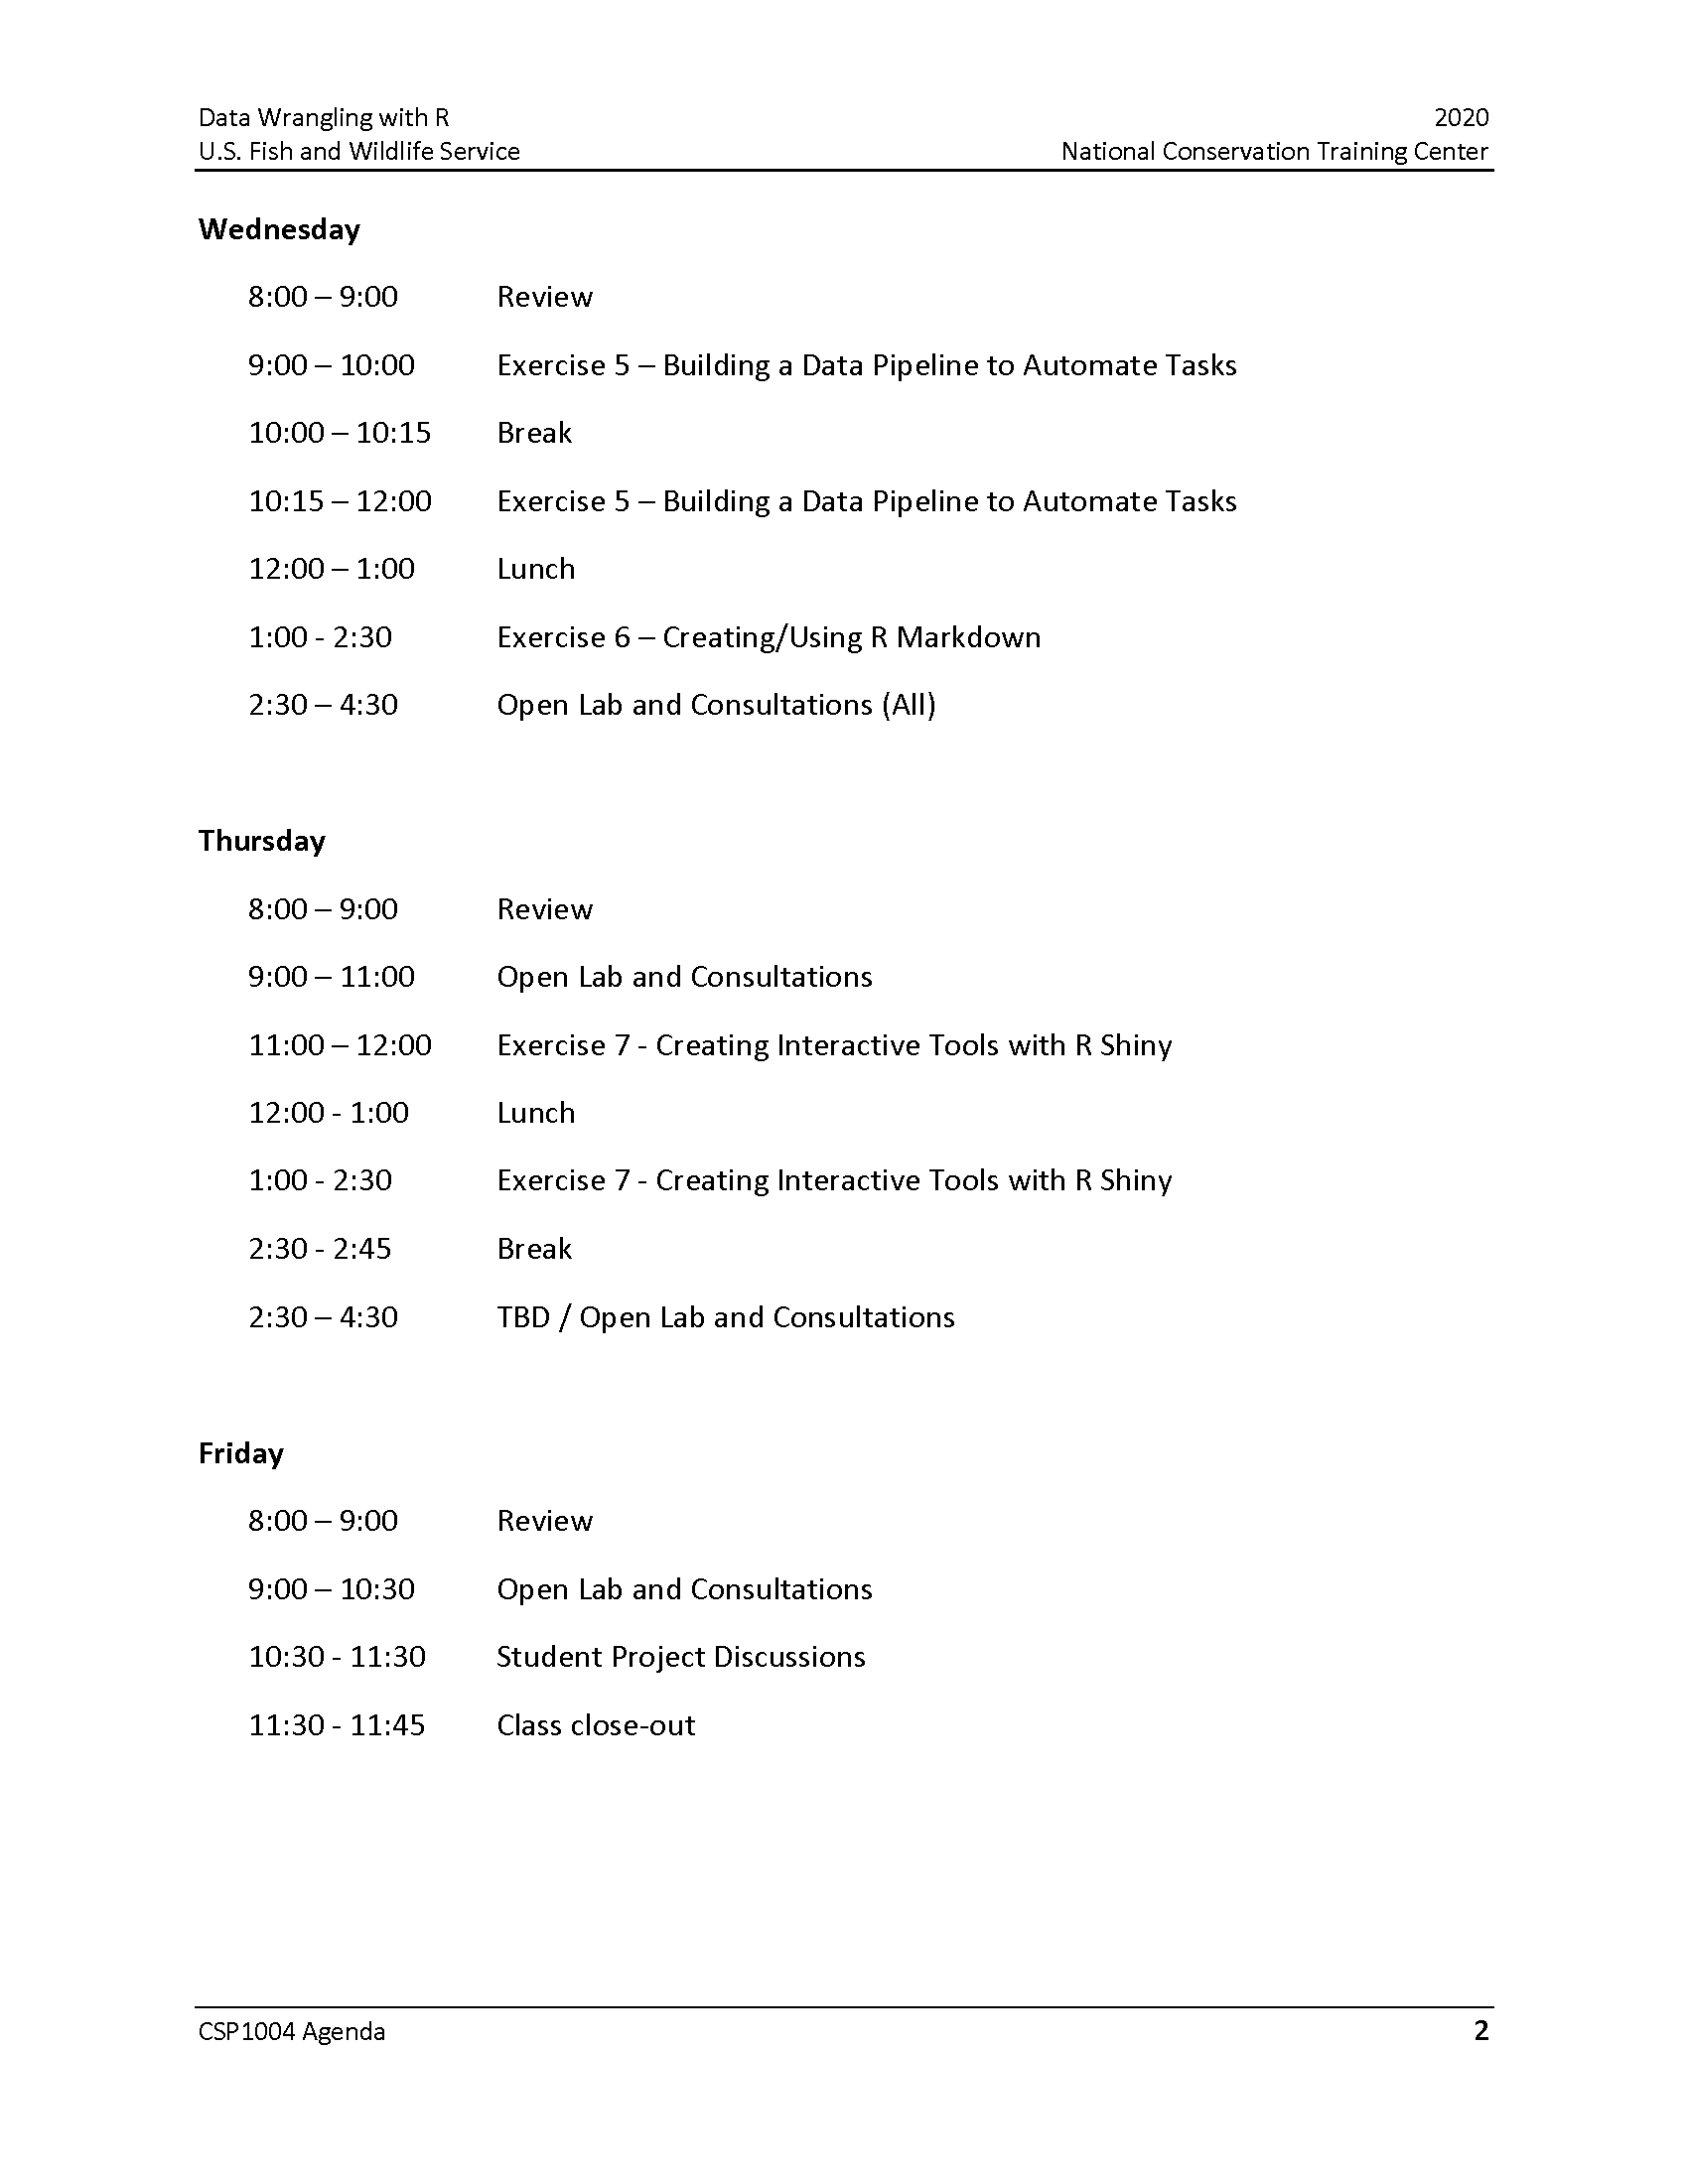 Data Wrangling with R 2020
U.S. Fish and Wildlife Service National Conservation Training Center
Wednesday
8:00 – 9:00 Review
9:00 – 10:00 Exercise 5 – Building a Data Pipeline to Automate Tasks
10:00 – 10:15 Break
10:15 – 12:00 Exercise 5 – Building a Data Pipeline to Automate Tasks
12:00 – 1:00 Lunch
1:00 - 2:30 Exercise 6 – Creating/Using R Markdown
2:30 – 4:30 Open Lab and Consultations (All)
Thursday
8:00 – 9:00 Review
9:00 – 11:00 Open Lab and Consultations
11:00 – 12:00 Exercise 7 - Creating Interactive Tools with R Shiny
12:00 - 1:00 Lunch
1:00 - 2:30 Exercise 7 - Creating Interactive Tools with R Shiny
2:30 - 2:45 Break
2:30 – 4:30 TBD / Open Lab and Consultations
Friday
8:00 – 9:00 Review
9:00 – 10:30 Open Lab and Consultations
10:30 - 11:30 Student Project Discussions
11:30 - 11:45 Class close-out
CSP1004 Agenda 2